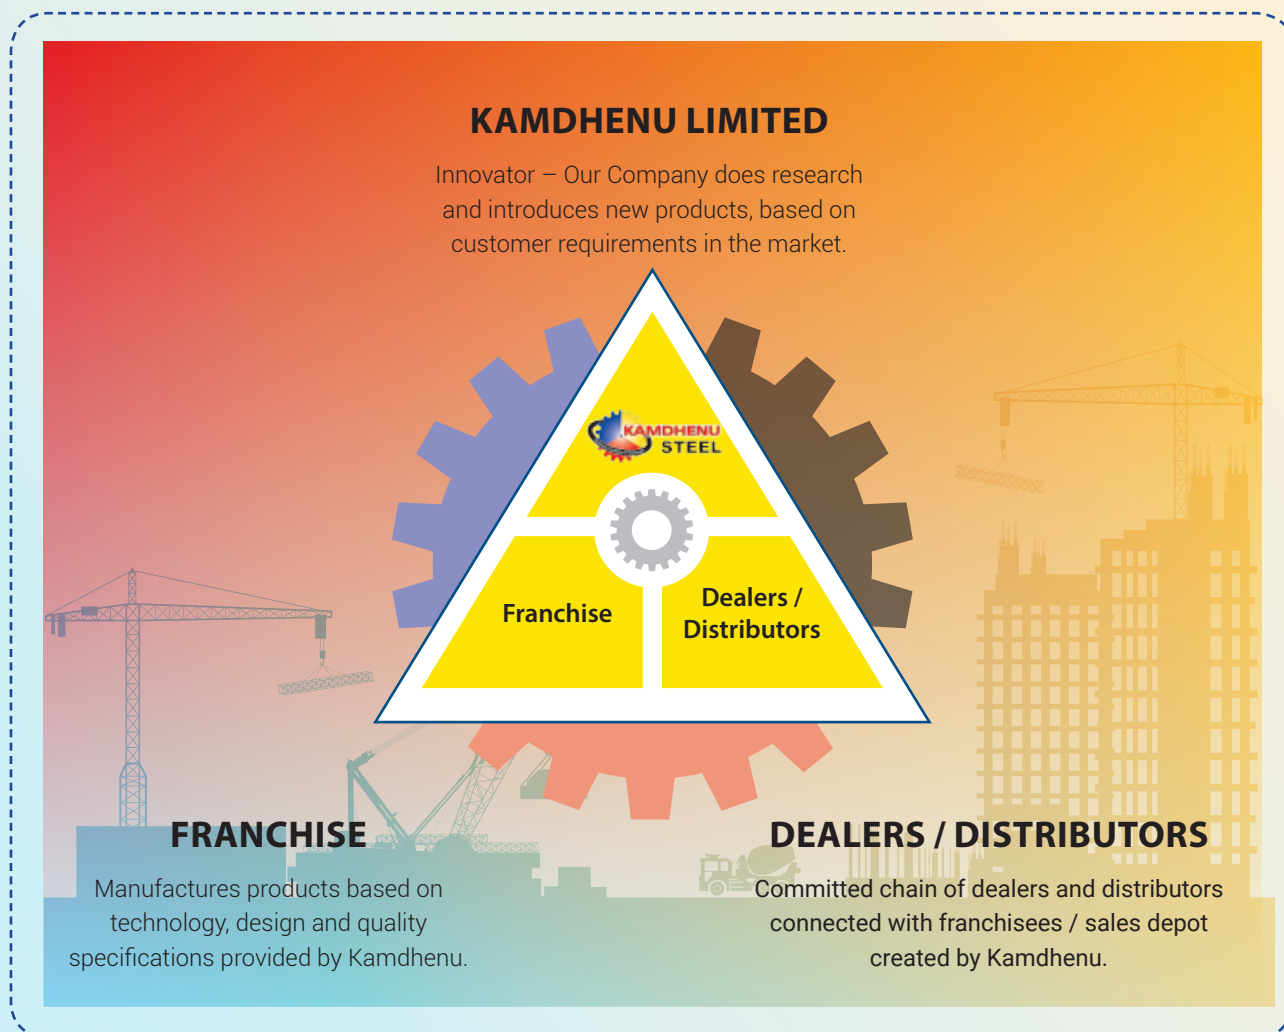 KAMDHENU LIMITED
Innovator – Our Company does research
and introduces new products, based on
customer requirements in the market.
KAMDHENU
STEEL
Franchise
Dealers /
Distributors
FRANCHISE
Manufactures products based on
technology, design and quality
specifications provided by Kamdhenu.
DEALERS / DISTRIBUTORS
Committed chain of dealers and distributors
connected with franchisees / sales depot
created by Kamdhenu.